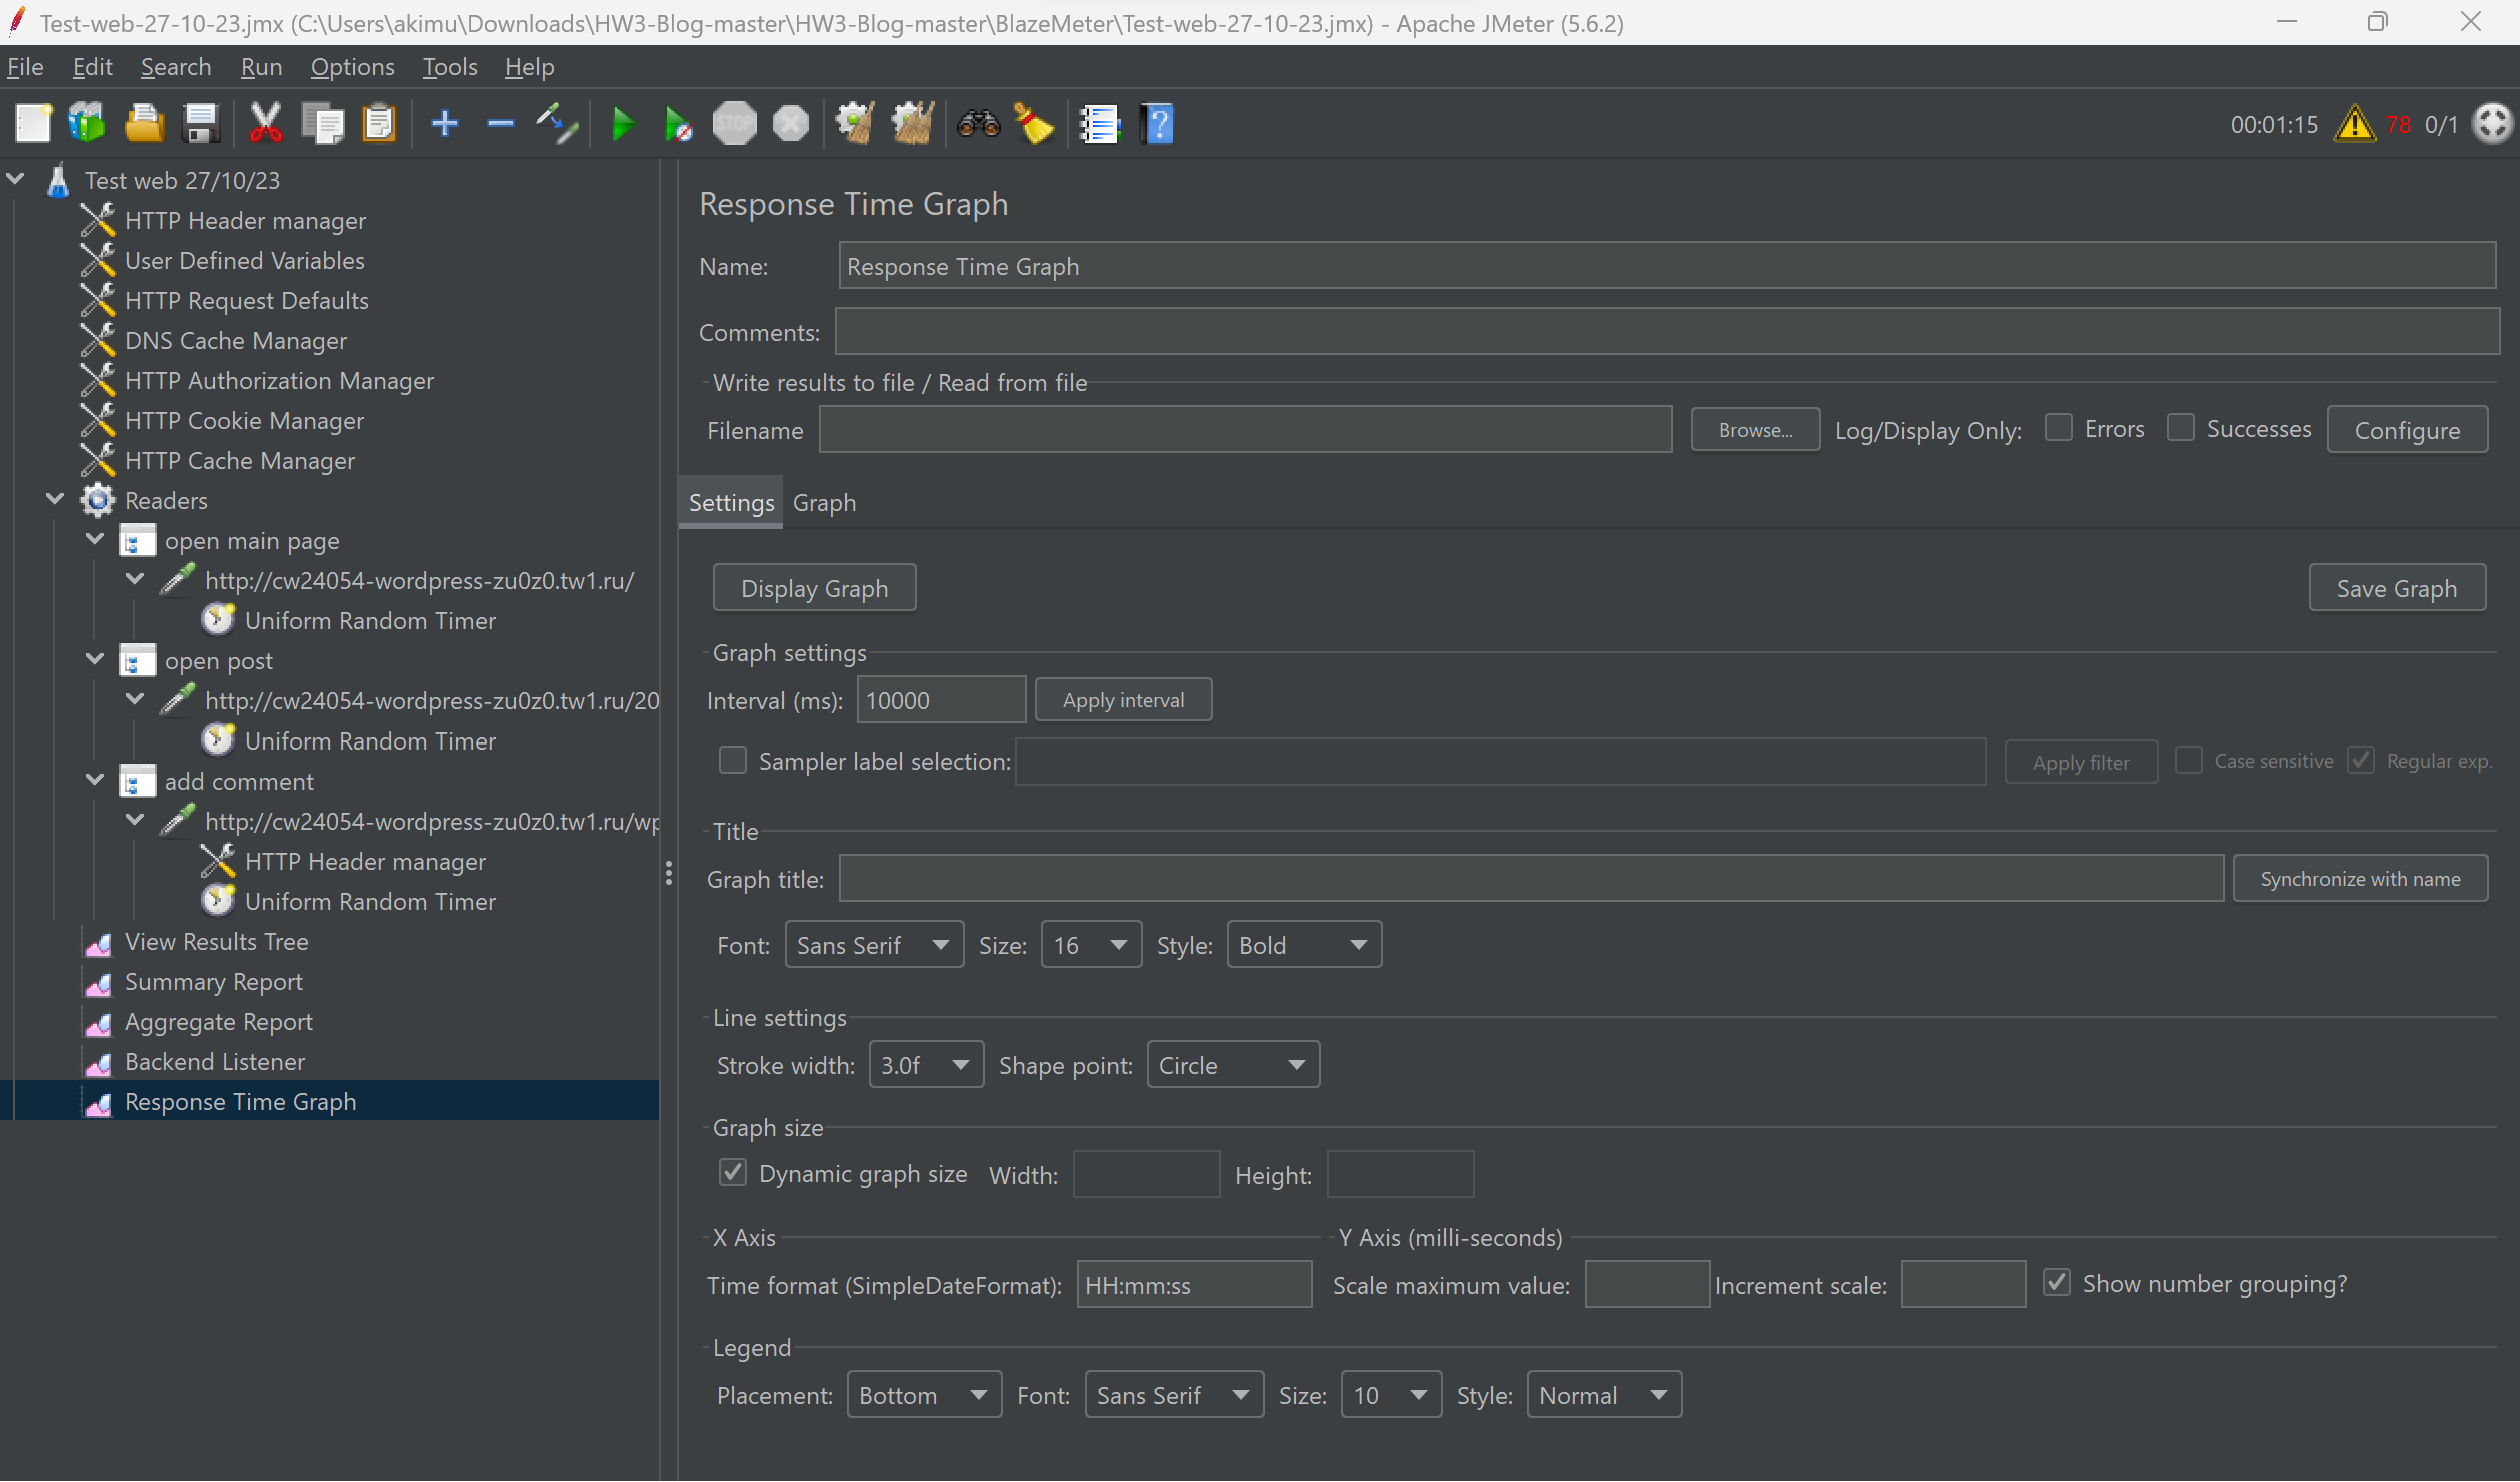 Test-web-27-10-23.jmx (C:\Users\akimu\Downloads\HW3-Blog-master\HW3-Blog-master\BlazeMeter\Test-web-27-10-23.jmx) - Apache JMeter (5.6.2)
File Edit Search Run Options Tools Help
STOP 00:01:15 78 0/1
Test web 27/10/23
HTTP Header manager
User Defined Variables
HTTP Request Defaults
DNS Cache Manager
HTTP Authorization Manager
HTTP Cookie Manager
HTTP Cache Manager
Readers
open main page
http://cw24054-wordpress-zu0z0.tw1.ru/
Uniform Random Timer
open post
http://cw24054-wordpress-zu0z0.tw1.ru/20
Uniform Random Timer
add comment
http://cw24054-wordpress-zu0z0.tw1.ru/wp
HTTP Header manager
Uniform Random Timer
View Results Tree
Summary Report
Aggregate Report
Backend Listener
Response Time Graph
Response Time Graph
Name: Response Time Graph
Comments:
Write results to file / Read from file
Filename Browse... Log/Display Only: Errors Successes Configure
Settings Graph
Display Graph Save Graph
Graph settings
Interval (ms): 10000 Apply interval
Sampler label selection: Apply filter Case sensitive Regular exp.
Title
Graph title: Synchronize with name
Font: Sans Serif Size: 16 Style: Bold
Line settings
Stroke width: 3.0f Shape point: Circle
Graph size
Dynamic graph size Width: Height:
X Axis Y Axis (milli-seconds)
Time format (SimpleDateFormat): HH:mm:ss Scale maximum value: Increment scale: Show number grouping?
Legend
Placement: Bottom Font: Sans Serif Size: 10 Style: Normal